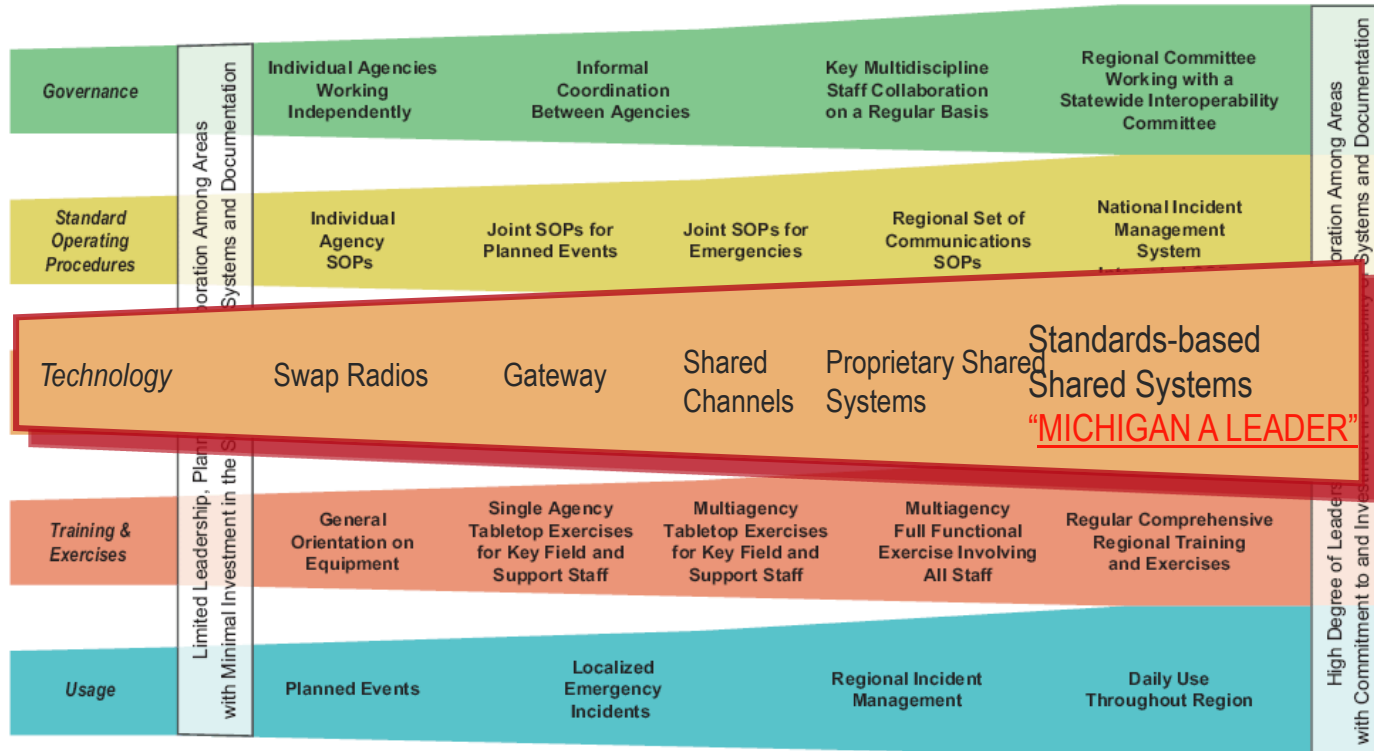 Governance
Individual Agencies
Working
Independently
Informal
Coordination
Between Agencies
Key Multidiscipline
Staff Collaboration
on a Regular Basis
Regional Committee
Working with a
Statewide Interoperability
Committee
Standard
Operating
Procedures
Individual
Agency
SOPs
Joint SOPs for
Planned Events
Joint SOPs for
Emergencies
Regional Set of
Communications
SOPs
National Incident
Management
System
Technology
Swap Radios
Gateway
Shared
Channels
Proprietary Shared
Systems
Standards-based
Shared Systems
“MICHIGAN A LEADER”
Training &
Exercises
General
Orientation on
Equipment
Single Agency
Tabletop Exercises
for Key Field and
Support Staff
Multiagency
Tabletop Exercises
for Key Field and
Support Staff
Multiagency
Full Functional
Exercise Involving
All Staff
Regular Comprehensive
Regional Training
and Exercises
Usage
Planned Events
Localized
Emergency
Incidents
Regional Incident
Management
Daily Use
Throughout Region
Limited Leadership, Among Areas
with Minimal Investment in the Systems and Documentation
High Degree of Among Areas
with Commitment to and Investment in Systems and Documentation